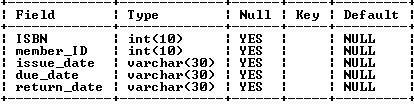 Field Type Null Key Default
ISBN int(10) YES NULL
member_ID int(10) YES NULL
issue_date varchar(30) YES NULL
due_date varchar(30) YES NULL
return_date varchar(30) YES NULL